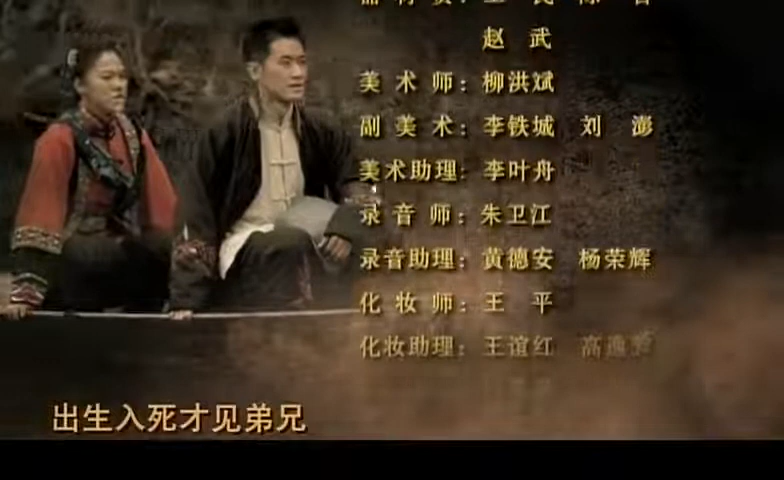 赵 武
美 术 师：柳洪斌
副 美 术：李铁城 刘 澎
美术助理：李叶舟
录 音 师：朱卫江
录音助理：黄德安 杨荣辉
化 妆 师：王 平
化妆助理：王谊红
出生入死才见弟兄